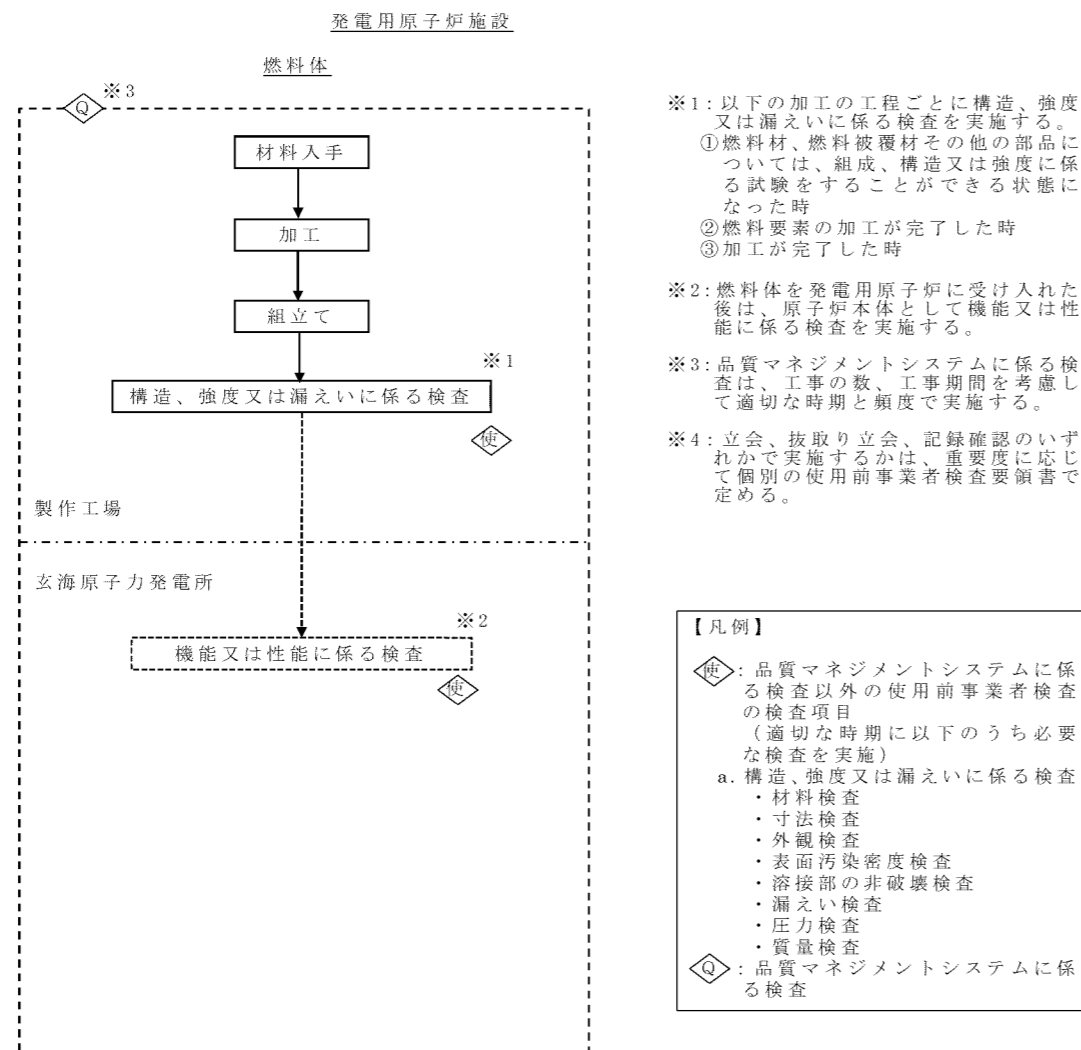 発電用原子炉施設
燃料体
Q
※3
材料入手
加工
組立て
※1
構造、強度又は漏えいに係る検査
使
製作工場
玄海原子力発電所
※2
機能又は性能に係る検査
使
※1：以下の加工の工程ごとに構造、強度
又は漏えいに係る検査を実施する。
①燃料材、燃料被覆材その他の部品に
ついては、組成、構造又は強度に係
る試験をすることができる状態に
なった時
②燃料要素の加工が完了した時
③加工が完了した時
※2：燃料体を発電用原子炉に受け入れた
後は、原子炉本体として機能又は性
能に係る検査を実施する。
※3：品質マネジメントシステムに係る検
査は、工事の数、工事期間を考慮し
て適切な時期と頻度で実施する。
※4：立会、抜取り立会、記録確認のいず
れかで実施するかは、重要度に応じ
て個別の使用前事業者検査要領書で
定める。
【凡例】
使：品質マネジメントシステムに係
る検査以外の使用前事業者検査
の検査項目
（適切な時期に以下のうち必要
な検査を実施）
a.構造、強度又は漏えいに係る検査
・材料検査
・寸法検査
・外観検査
・表面汚染密度検査
・溶接部の非破壊検査
・漏えい検査
・圧力検査
・質量検査
Q：品質マネジメントシステムに係
る検査